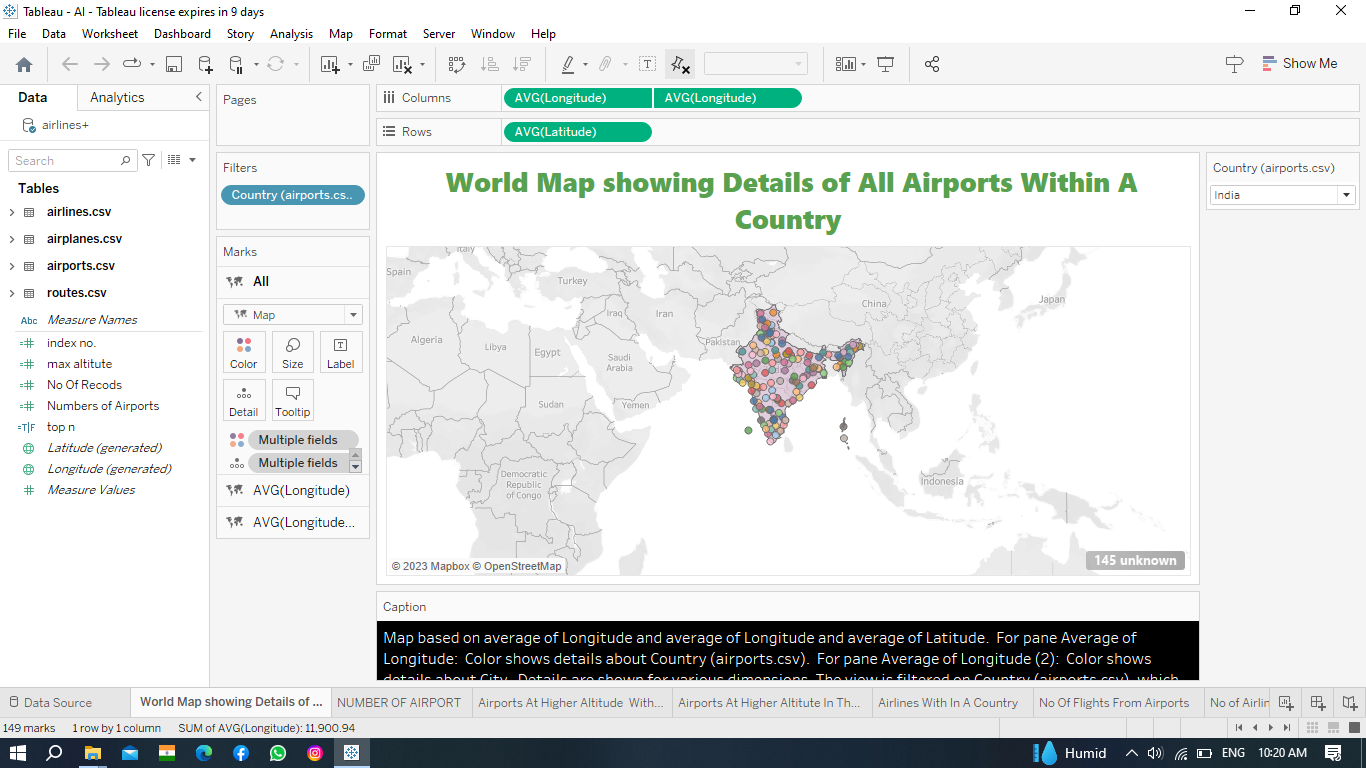 Tableau - AI - Tableau license expires in 9 days
File Data Worksheet Dashboard Story Analysis Map Format Server Window Help
Show Me
Data Analytics
airlines+
Search
Tables
airlines.csv
airplanes.csv
airports.csv
routes.csv
Abc Measure Names
index no.
max altitute
No Of Recods
Numbers of Airports
top n
Latitude (generated)
Longitude (generated)
Measure Values
Pages
Filters
Country (airports.cs..
Marks
All
Map
Color Size Label
Detail Tooltip
Multiple fields
Multiple fields
AVG(Longitude)
AVG(Longitude...
Columns AVG(Longitude) AVG(Longitude)
Rows AVG(Latitude)
World Map showing Details of All Airports Within A
Country
Italy
Spain
Turkey
China
Japan
Iraq
Iran
Algeria
Libya
Egypt
Pakistan
Saudi
Arabia
Sudan
Yemen
Democratic
Republic
of Congo
Indonesia
© 2023 Mapbox © OpenStreetMap
145 unknown
Country (airports.csv)
India
Caption
Map based on average of Longitude and average of Longitude and average of Latitude. For pane Average of
Longitude: Color shows details about Country (airports.csv). For pane Average of Longitude (2): Color shows
details about City. Details are shown for various dimensions. The view is filtered on Country (airports.csv), which
Data Source World Map showing Details of ... NUMBER OF AIRPORT Airports At Higher Altitude With... Airports At Higher Altitute In Th... Airlines With In A Country No Of Flights From Airports No of Airlin
149 marks 1 row by 1 column SUM of AVG(Longitude): 11,900.94
Humid ENG 10:20 AM